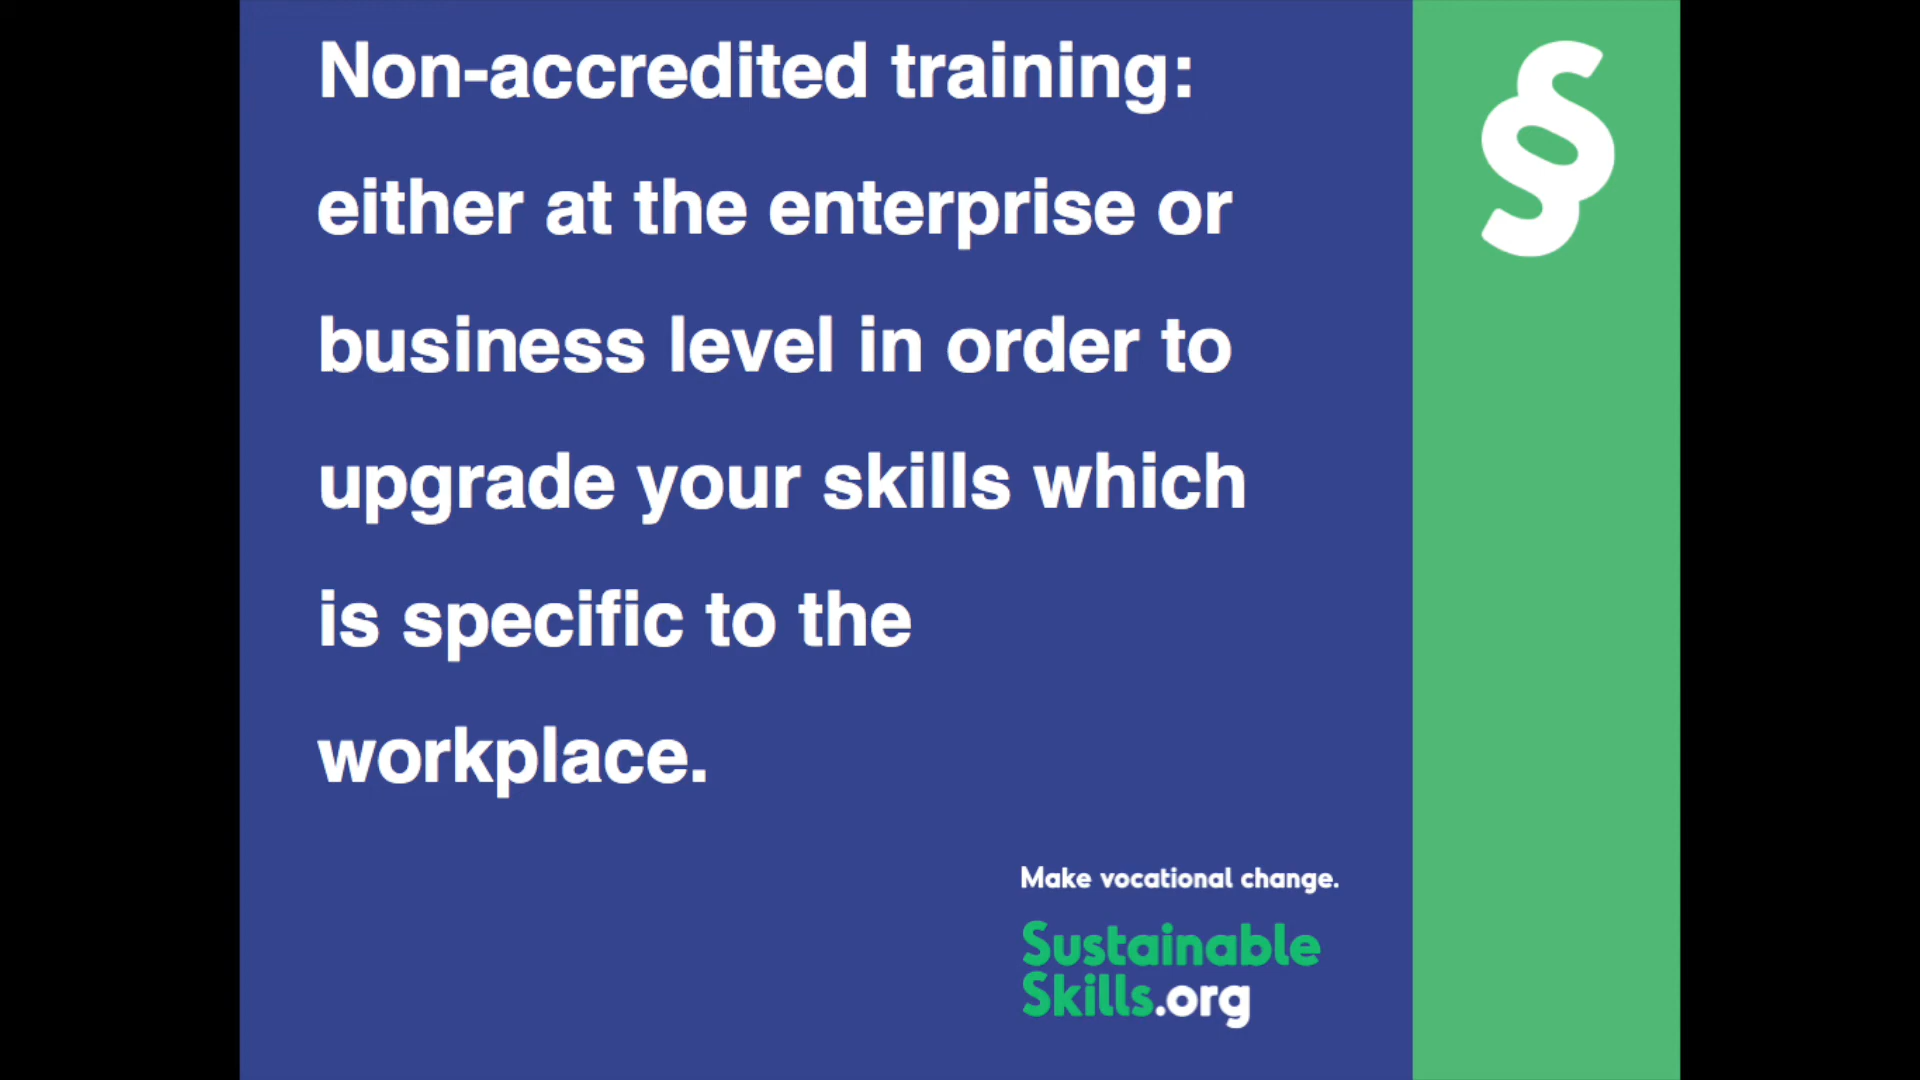 Non-accredited training:
either at the enterprise or
business level in order to
upgrade your skills which
is specific to the
workplace.
Make vocational change.
Sustainable
Skills.org